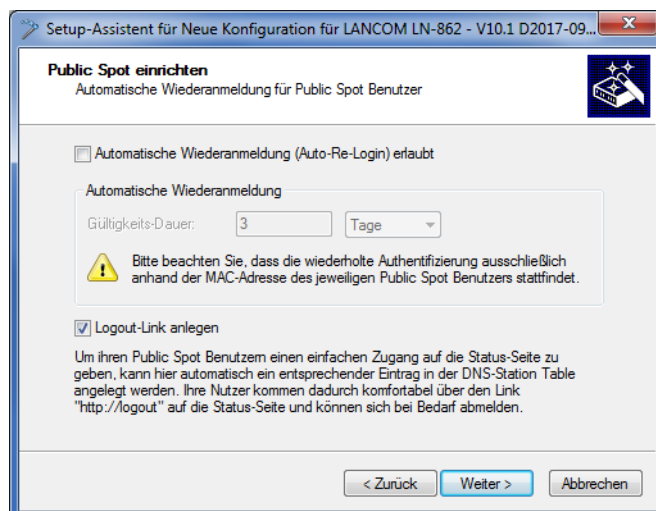 Setup-Assistent für Neue Konfiguration für LANCOM LN-862 - V10.1 D2017-09...
Public Spot einrichten
Automatische Wiederanmeldung für Public Spot Benutzer
Automatische Wiederanmeldung (Auto-Re-Login) erlaubt
Automatische Wiederanmeldung
Gültigkeits-Dauer: 3 Tage
Bitte beachten Sie, dass die wiederholte Authentifizierung ausschließlich
anhand der MAC-Adresse des jeweiligen Public Spot Benutzers stattfindet.
Logout-Link anlegen
Um ihren Public Spot Benutzern einen einfachen Zugang auf die Status-Seite zu
geben, kann hier automatisch ein entsprechender Eintrag in der DNS-Station Table
angelegt werden. Ihre Nutzer kommen dadurch komfortabel über den Link
"http://logout" auf die Status-Seite und können sich bei Bedarf abmelden.
< Zurück Weiter > Abbrechen